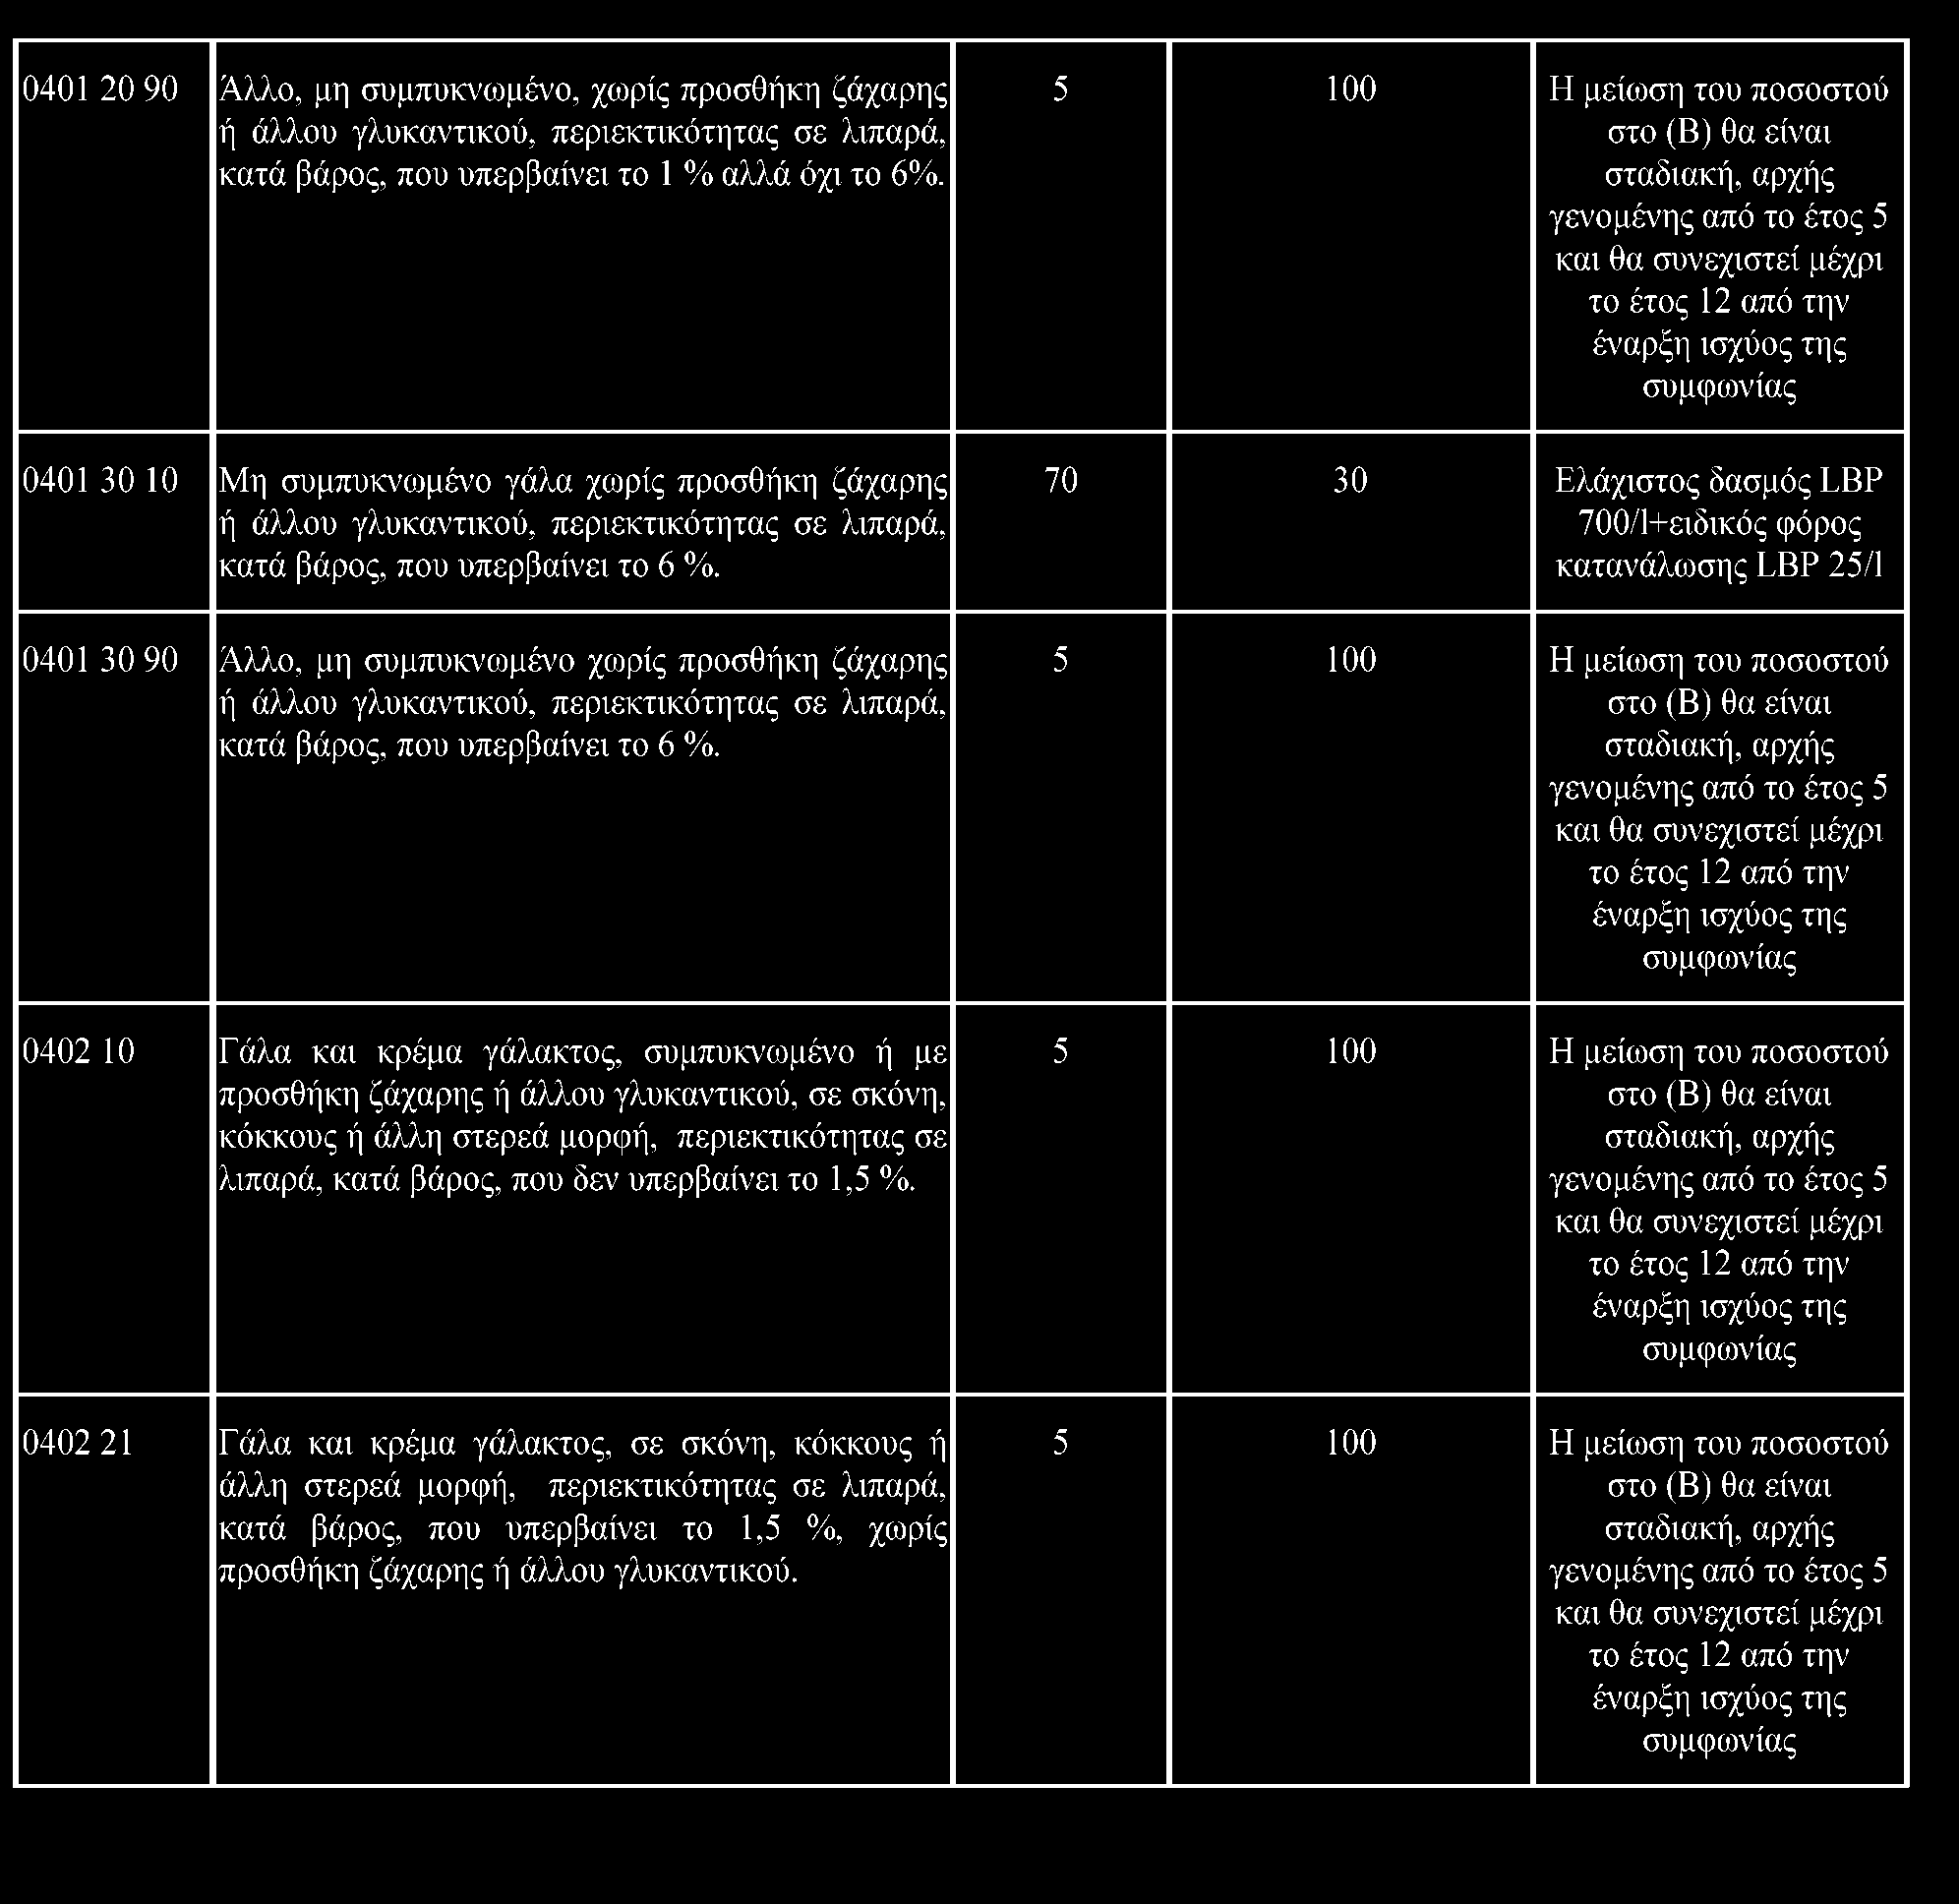 0401 20 90
Άλλο, μη συμπυκνωμένο, χωρίς προσθήκη ζάχαρης
ή άλλου γλυκαντικού, περιεκτικότητας σε λιπαρά,
κατά βάρος, που υπερβαίνει το 1 % αλλά όχι το 6%.
5
100
Η μείωση του ποσοστού
στο (Β) θα είναι
σταδιακή, αρχής
γενομένης από το έτος 5
και θα συνεχιστεί μέχρι
το έτος 12 από την
έναρξη ισχύος της
συμφωνίας
0401 30 10
Μη συμπυκνωμένο γάλα χωρίς προσθήκη ζάχαρης
ή άλλου γλυκαντικού, περιεκτικότητας σε λιπαρά,
κατά βάρος, που υπερβαίνει το 6 %.
70
30
Ελάχιστος δασμός LBP
700/l+ειδικός φόρος
κατανάλωσης LBP 25/l
0401 30 90
Άλλο, μη συμπυκνωμένο χωρίς προσθήκη ζάχαρης
ή άλλου γλυκαντικού, περιεκτικότητας σε λιπαρά,
κατά βάρος, που υπερβαίνει το 6 %.
5
100
Η μείωση του ποσοστού
στο (Β) θα είναι
σταδιακή, αρχής
γενομένης από το έτος 5
και θα συνεχιστεί μέχρι
το έτος 12 από την
έναρξη ισχύος της
συμφωνίας
0402 10
Γάλα και κρέμα γάλακτος, συμπυκνωμένο ή με
προσθήκη ζάχαρης ή άλλου γλυκαντικού, σε σκόνη,
κόκκους ή άλλη στερεά μορφή, περιεκτικότητας σε
λιπαρά, κατά βάρος, που δεν υπερβαίνει το 1,5 %.
5
100
Η μείωση του ποσοστού
στο (Β) θα είναι
σταδιακή, αρχής
γενομένης από το έτος 5
και θα συνεχιστεί μέχρι
το έτος 12 από την
έναρξη ισχύος της
συμφωνίας
0402 21
Γάλα και κρέμα γάλακτος, σε σκόνη, κόκκους ή
άλλη στερεά μορφή, περιεκτικότητας σε λιπαρά,
κατά βάρος, που υπερβαίνει το 1,5 %, χωρίς
προσθήκη ζάχαρης ή άλλου γλυκαντικού.
5
100
Η μείωση του ποσοστού
στο (Β) θα είναι
σταδιακή, αρχής
γενομένης από το έτος 5
και θα συνεχιστεί μέχρι
το έτος 12 από την
έναρξη ισχύος της
συμφωνίας